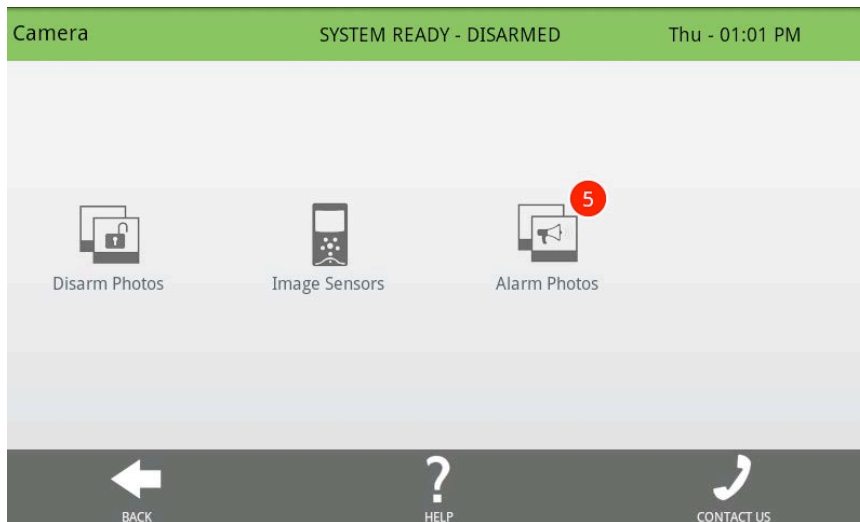 Camera SYSTEM READY - DISARMED Thu - 01:01 PM
5
Disarm Photos Image Sensors Alarm Photos
?
BACK HELP CONTACT US